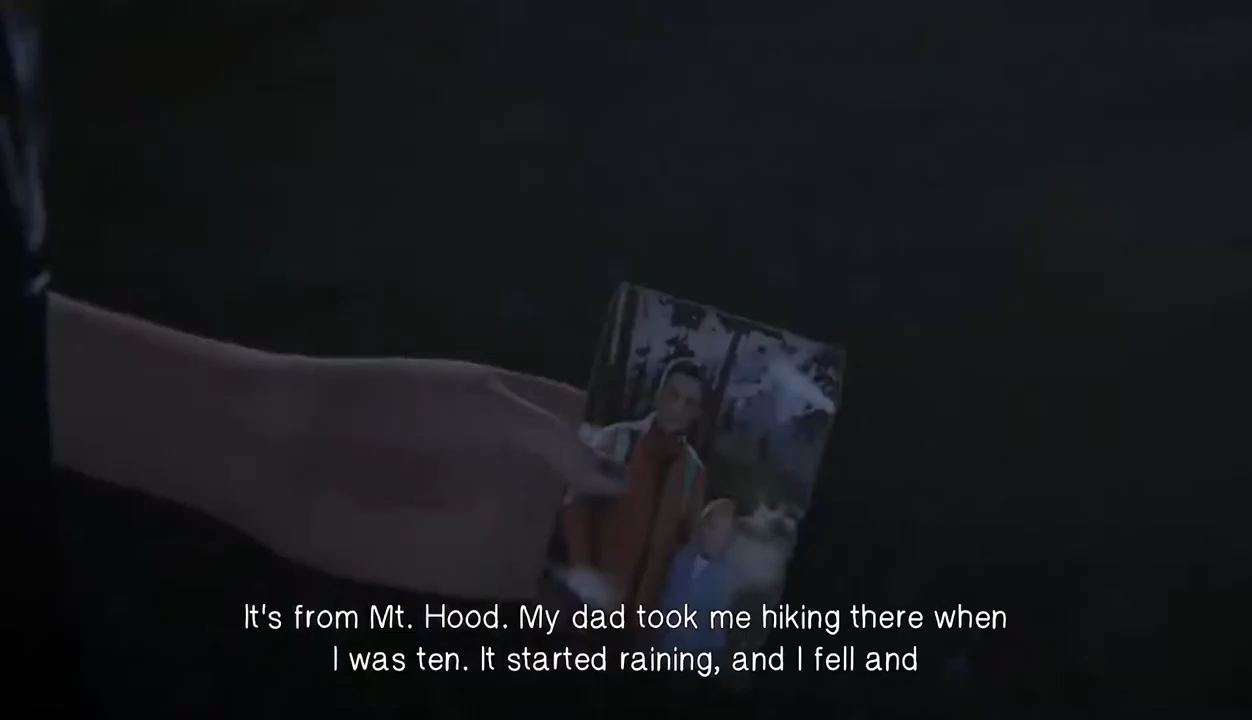 It's from Mt. Hood. My dad took me hiking there when
I was ten. It started raining, and I fell and